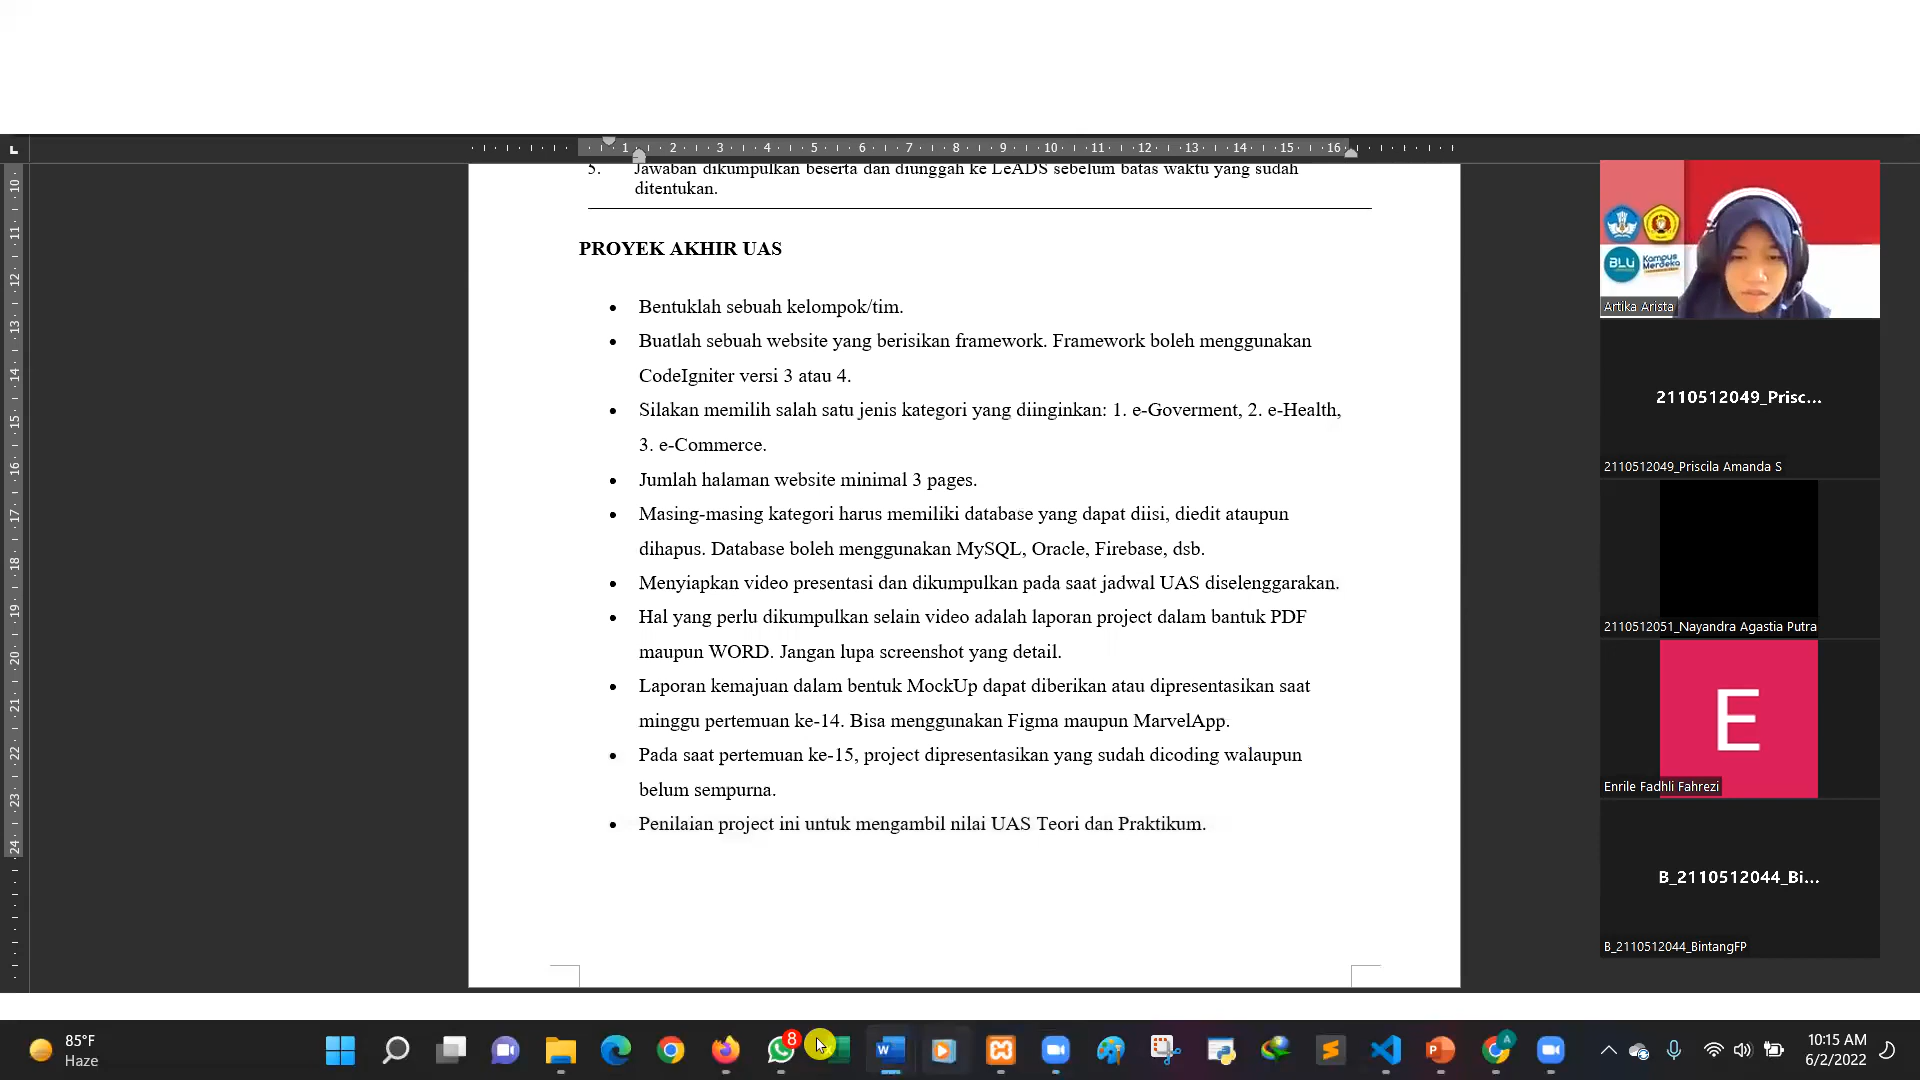 5. Jawaban dikumpulkan beserta dan diunggah ke LeADS sebelum batas waktu yang sudah
ditentukan.
PROYEK AKHIR UAS
• Bentuklah sebuah kelompok/tim.
• Buatlah sebuah website yang berisikan framework. Framework boleh menggunakan
CodeIgniter versi 3 atau 4.
• Silakan memilih salah satu jenis kategori yang diinginkan: 1. e-Goverment, 2. e-Health,
3. e-Commerce.
• Jumlah halaman website minimal 3 pages.
• Masing-masing kategori harus memiliki database yang dapat diisi, diedit ataupun
dihapus. Database boleh menggunakan MySQL, Oracle, Firebase, dsb.
• Menyiapkan video presentasi dan dikumpulkan pada saat jadwal UAS diselenggarakan.
• Hal yang perlu dikumpulkan selain video adalah laporan project dalam bantuk PDF
maupun WORD. Jangan lupa screenshot yang detail.
• Laporan kemajuan dalam bentuk MockUp dapat diberikan atau dipresentasikan saat
minggu pertemuan ke-14. Bisa menggunakan Figma maupun MarvelApp.
• Pada saat pertemuan ke-15, project dipresentasikan yang sudah dicoding walaupun
belum sempurna.
• Penilaian project ini untuk mengambil nilai UAS Teori dan Praktikum.
BLU
Kampus
Merdeka
Artika Arista
2110512049_Prisc...
2110512049_Priscila Amanda S
2110512051_Nayandra Agastia Putra
E
Enrile Fadhli Fahrezi
B_2110512044_Bi...
B_2110512044_BintangFP
85°F
Haze
8
10:15 AM
6/2/2022